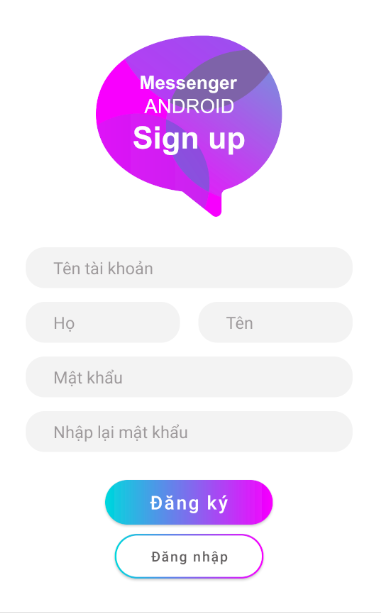 Messenger
ANDROID
Sign up
Tên tài khoản
Họ Tên
Mật khẩu
Nhập lại mật khẩu
Đăng ký
Đăng nhập